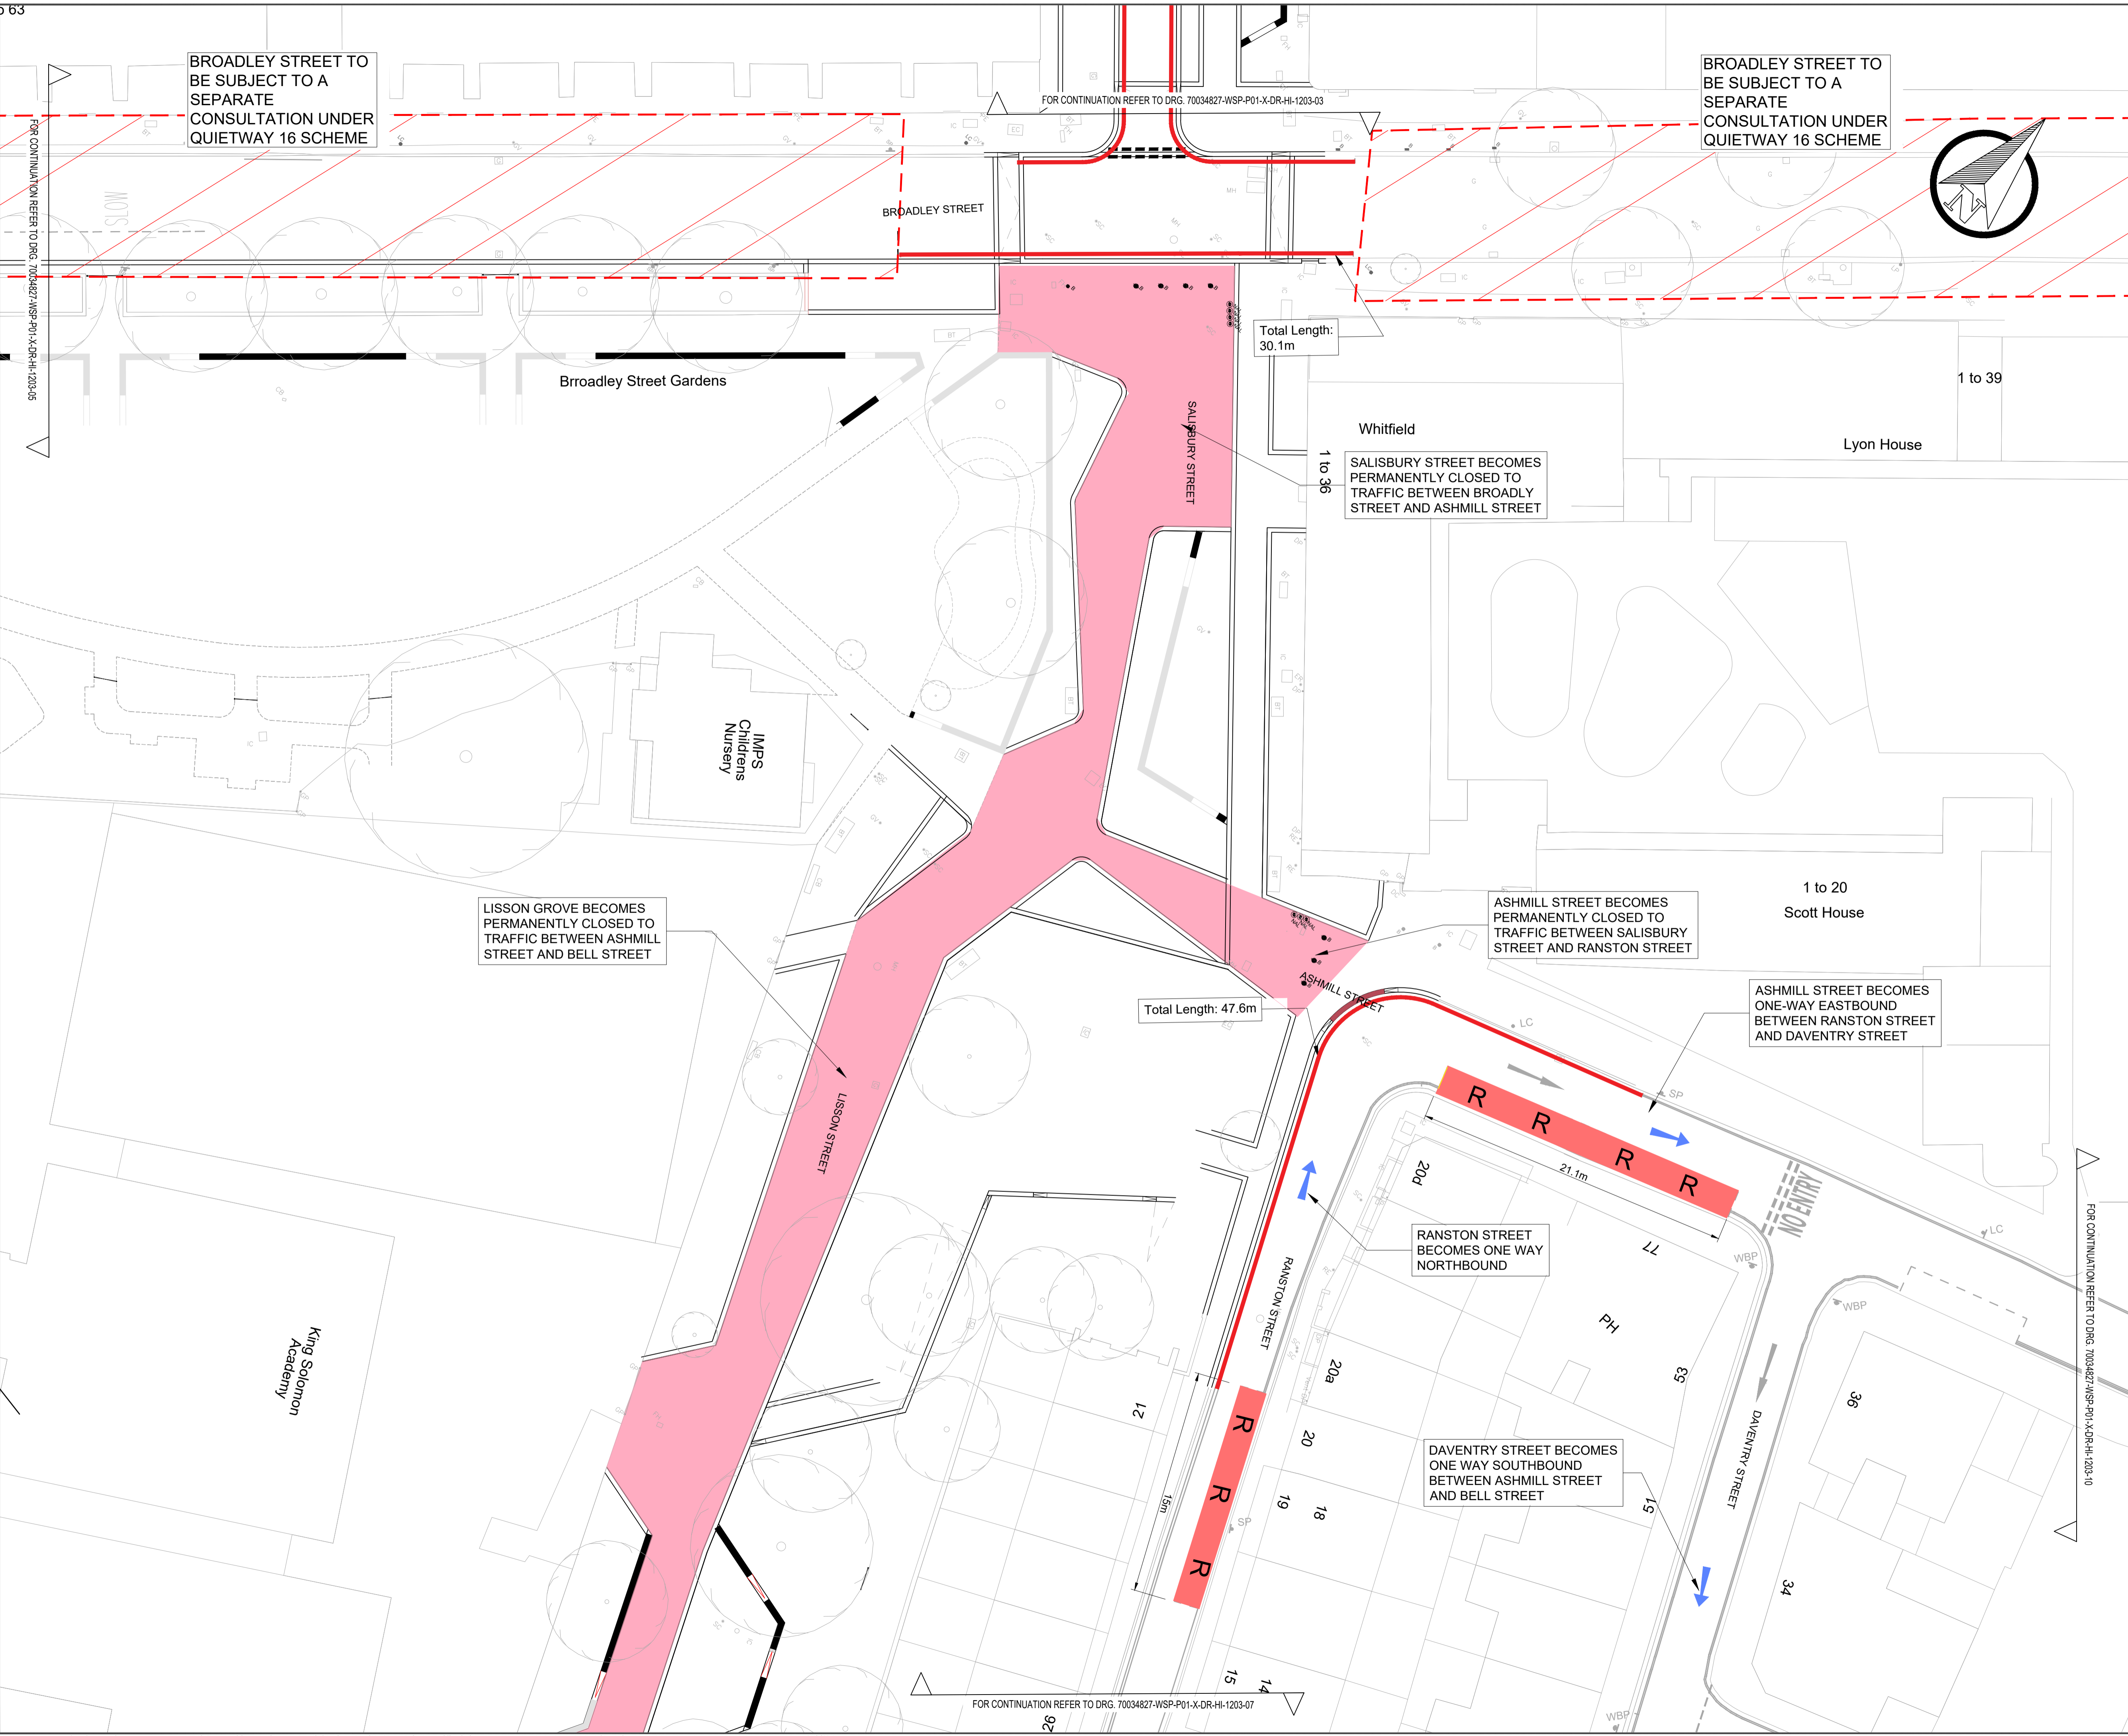 o 63
BROADLEY STREET TO
BE SUBJECT TO A
SEPARATE
CONSULTATION UNDER
QUIETWAY 16 SCHEME
FOR CONTINUATION REFER TO DRG. 70034827-WSP-P01-X-DR-HI-1203-03
BROADLEY STREET TO
BE SUBJECT TO A
SEPARATE
CONSULTATION UNDER
QUIETWAY 16 SCHEME
N
FOR CONTINUATION REFER TO DRG. 70034827-WSP-P01-X-DR-HI-1203-05
SLOW
BROADLEY STREET
Total Length:
30.1m
Brroadley Street Gardens
SALISBURY STREET
1 to 39
Whitfield
Lyon House
1 to 36
SALISBURY STREET BECOMES
PERMANENTLY CLOSED TO
TRAFFIC BETWEEN BROADLY
STREET AND ASHMILL STREET
IMPS
Childrens
Nursery
LISSON GROVE BECOMES
PERMANENTLY CLOSED TO
TRAFFIC BETWEEN ASHMILL
STREET AND BELL STREET
ASHMILL STREET BECOMES
PERMANENTLY CLOSED TO
TRAFFIC BETWEEN SALISBURY
STREET AND RANSTON STREET
1 to 20
Scott House
ASHMILL STREET
Total Length: 47.6m
ASHMILL STREET BECOMES
ONE-WAY EASTBOUND
BETWEEN RANSTON STREET
AND DAVENTRY STREET
LC
SP
LISSON STREET
R R R R
21.1m
NO ENTRY
20d
77
RANSTON STREET
BECOMES ONE WAY
NORTHBOUND
WBP
LC
WBP
FOR CONTINUATION REFER TO DRG. 70034827-WSP-P01-X-DR-HI-1203-10
RANSTON STREET
PH
King Solomon
Academy
20a
53
36
21
R R R
15m
20
19
18
SP
DAVENTRY STREET BECOMES
ONE WAY SOUTHBOUND
BETWEEN ASHMILL STREET
AND BELL STREET
DAVENTRY STREET
51
34
15
14
FOR CONTINUATION REFER TO DRG. 70034827-WSP-P01-X-DR-HI-1203-07
26
WBP